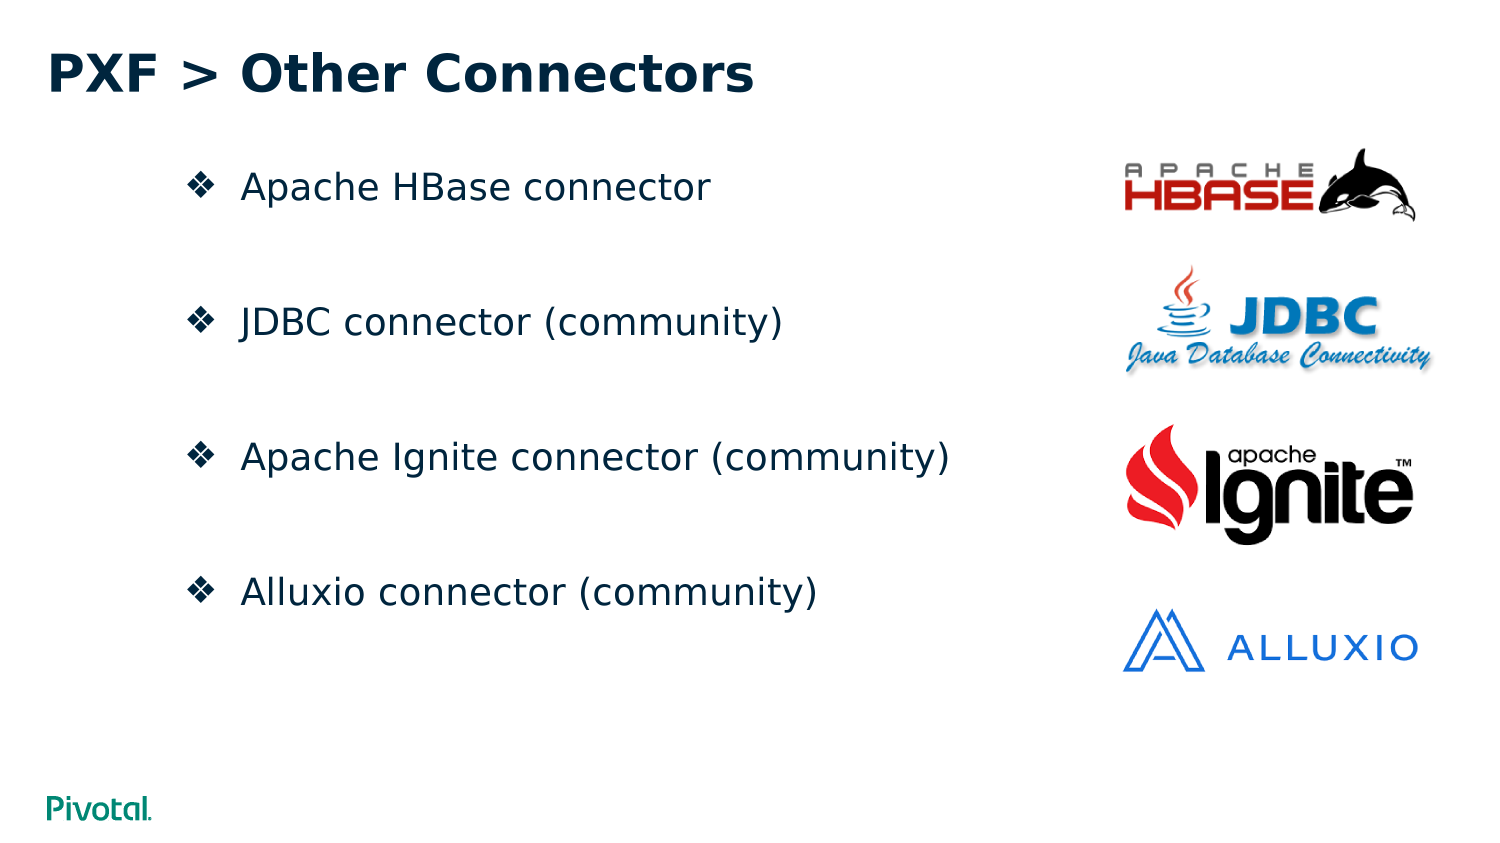 PXF > Other Connectors
❖ Apache HBase connector
APACHE
HBASE
❖ JDBC connector (community)
JDBC
Java Database Connectivity
❖ Apache Ignite connector (community)
apache
Ignite™
❖ Alluxio connector (community)
ALLUXIO
Pivotal.